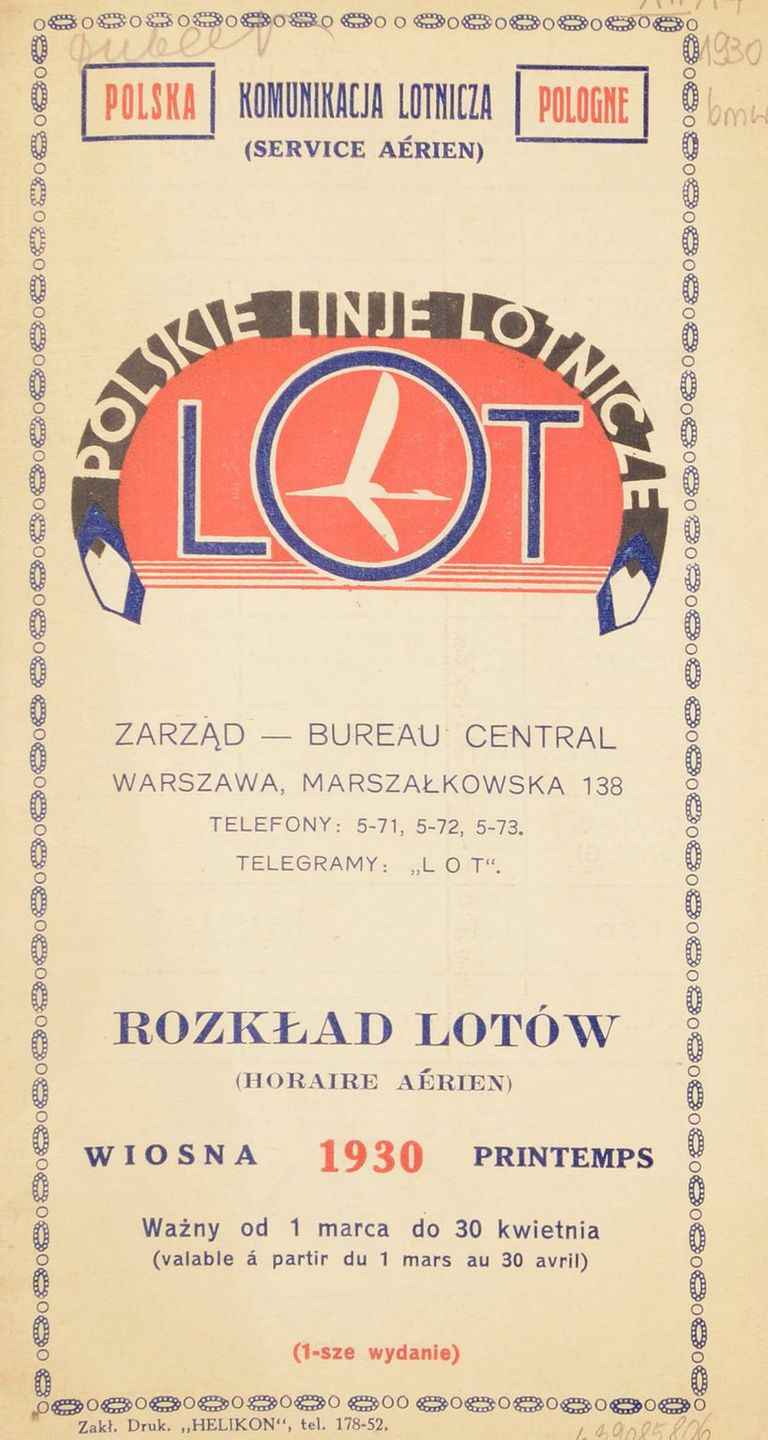 Dublet
1930
POLSKA KOMUNIKACJA LOTNICZA POLOGNE
(SERVICE AÉRIEN)
POLSKIE LINJE LOTNICZE
LOT
ZARZĄD — BUREAU CENTRAL
WARSZAWA, MARSZAŁKOWSKA 138
TELEFONY: 5-71, 5-72, 5-73.
TELEGRAMY: „L O T“.
ROZKŁAD LOTÓW
(HORAIRE AÉRIEN)
WIOSNA 1930 PRINTEMPS
Ważny od 1 marca do 30 kwietnia
(valable á partir du 1 mars au 30 avril)
(1-sze wydanie)
Zakł. Druk. „HELIKON“, tel. 178-52.